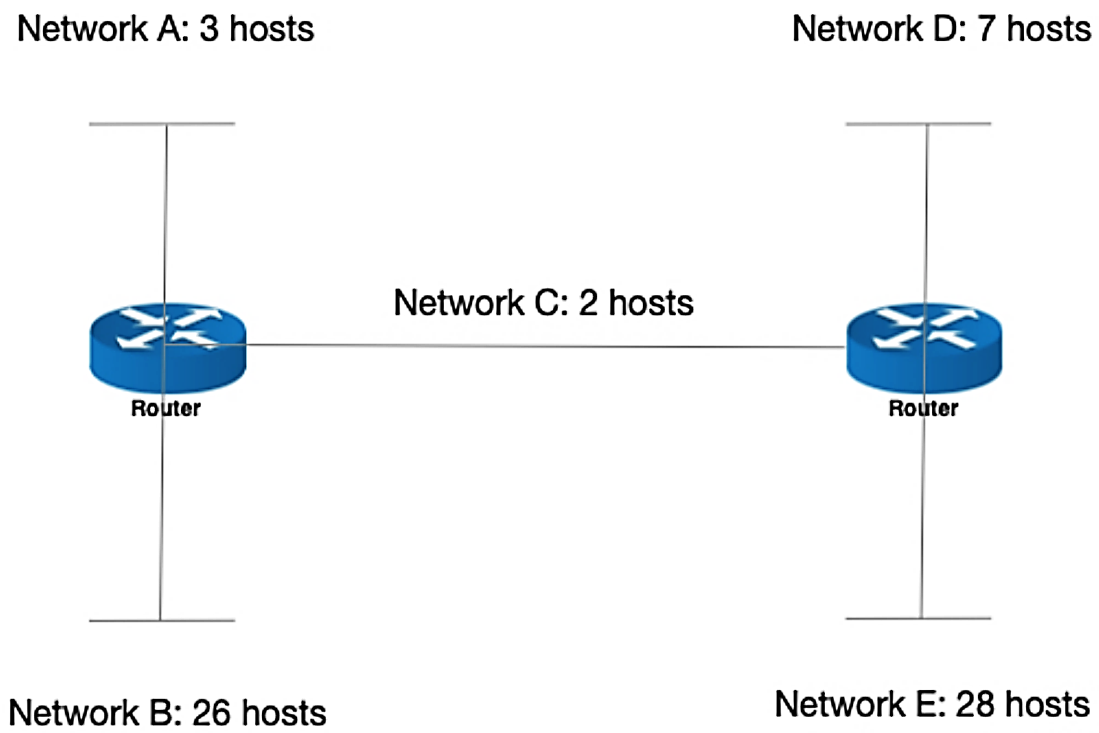 Network A: 3 hosts
Network D: 7 hosts
Network C: 2 hosts
Router
Router
Network B: 26 hosts
Network E: 28 hosts